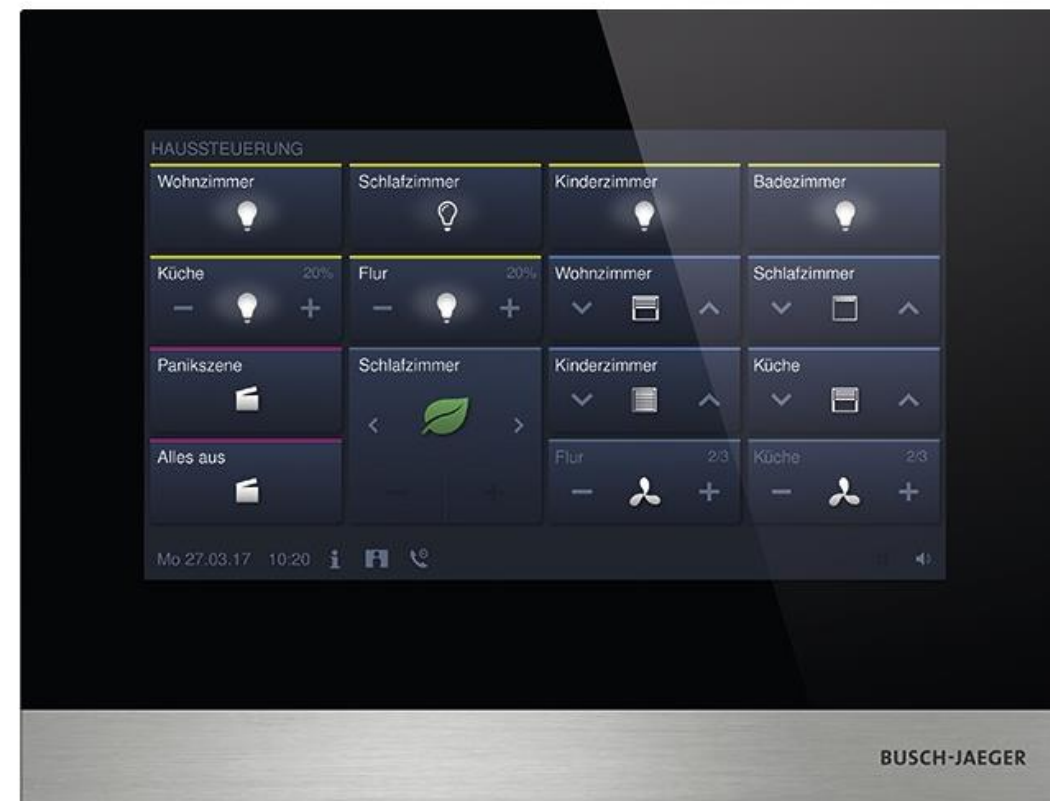 HAUSSTEUERUNG
Wohnzimmer
Schlafzimmer
Kinderzimmer
Badezimmer
Küche 20%
Flur 20%
Wohnzimmer
Schlafzimmer
Panikszene
Schlafzimmer
Kinderzimmer
Küche
Alles aus
Flur 2/3
Küche 2/3
Mo 27.03.17 10:20
BUSCH-JAEGER